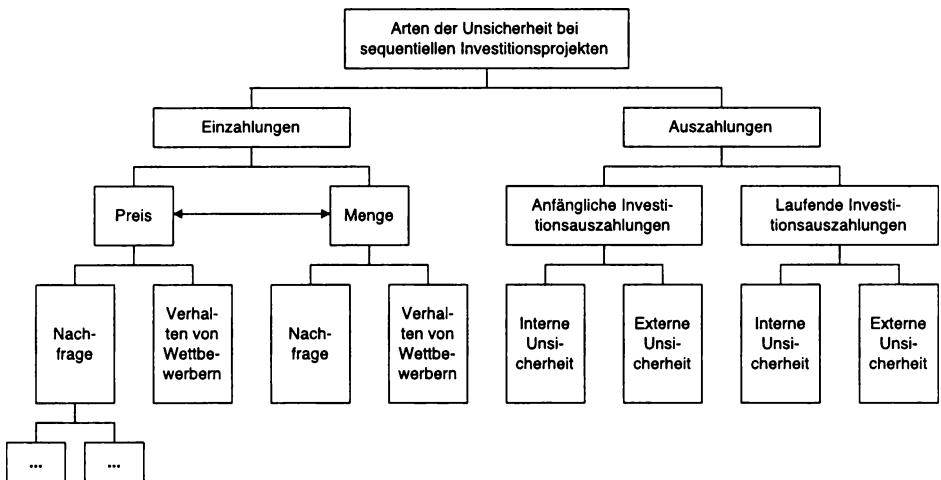 Arten der Unsicherheit bei
sequentiellen Investitionsprojekten
Einzahlungen
Auszahlungen
Preis
Menge
Anfängliche Investi-
tionsauszahlungen
Laufende Investi-
tionsauszahlungen
Nach-
frage
Verhal-
ten von
Wettbe-
werbern
Nach-
frage
Verhal-
ten von
Wettbe-
werbern
Interne
Unsi-
cherheit
Externe
Unsi-
cherheit
Interne
Unsi-
cherheit
Externe
Unsi-
cherheit
...
...